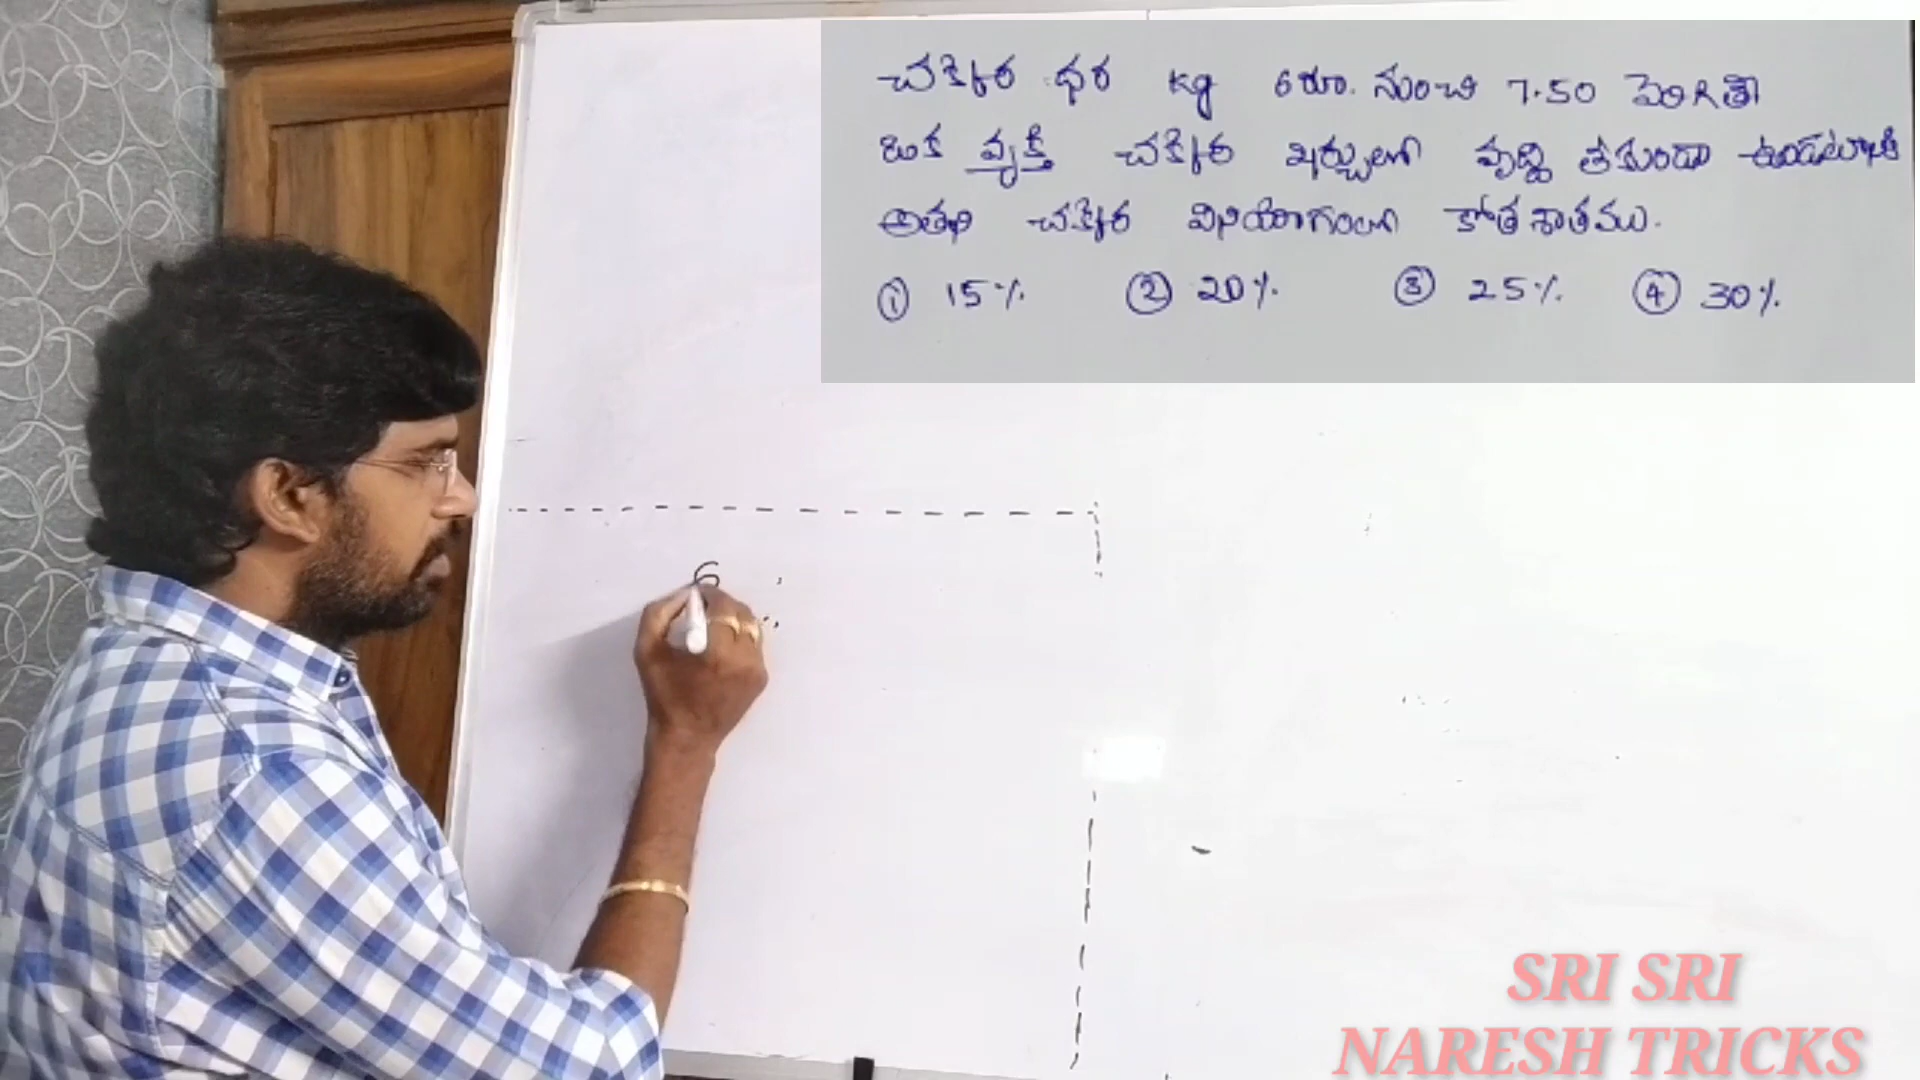 చక్కెర ధర kg 6రూ. నుంచి 7.50 పెరిగితే
ఒక వ్యక్తి చక్కెర ఖర్చులో వృద్ధి లేకుండా ఉండటానికి
అతని చక్కెర వినియోగంలో కోత శాతము.
① 15% ② 20% ③ 25% ④ 30%
6
SRI SRI
NARESH TRICKS